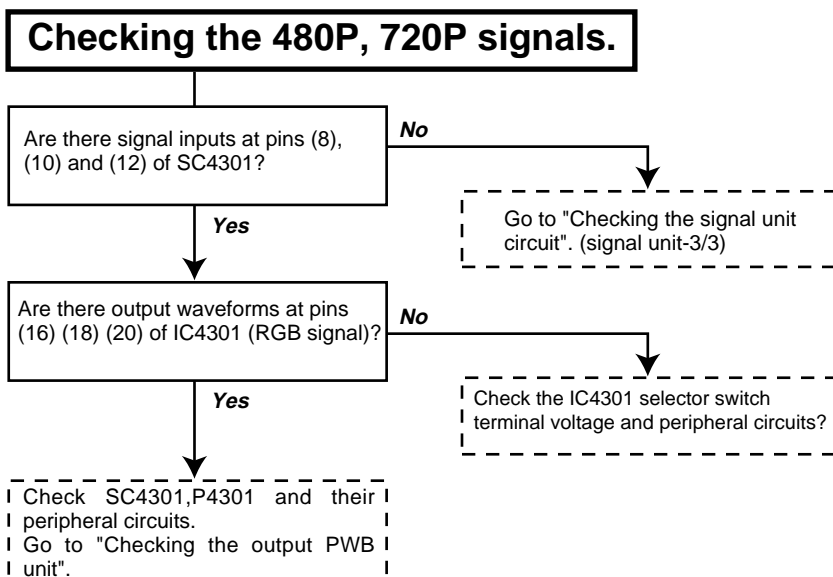 Checking the 480P, 720P signals.
Are there signal inputs at pins (8),
(10) and (12) of SC4301?
No
Go to "Checking the signal unit
circuit". (signal unit-3/3)
Yes
Are there output waveforms at pins
(16) (18) (20) of IC4301 (RGB signal)?
No
Check the IC4301 selector switch
terminal voltage and peripheral circuits?
Yes
Check SC4301,P4301 and their
peripheral circuits.
Go to "Checking the output PWB
unit".